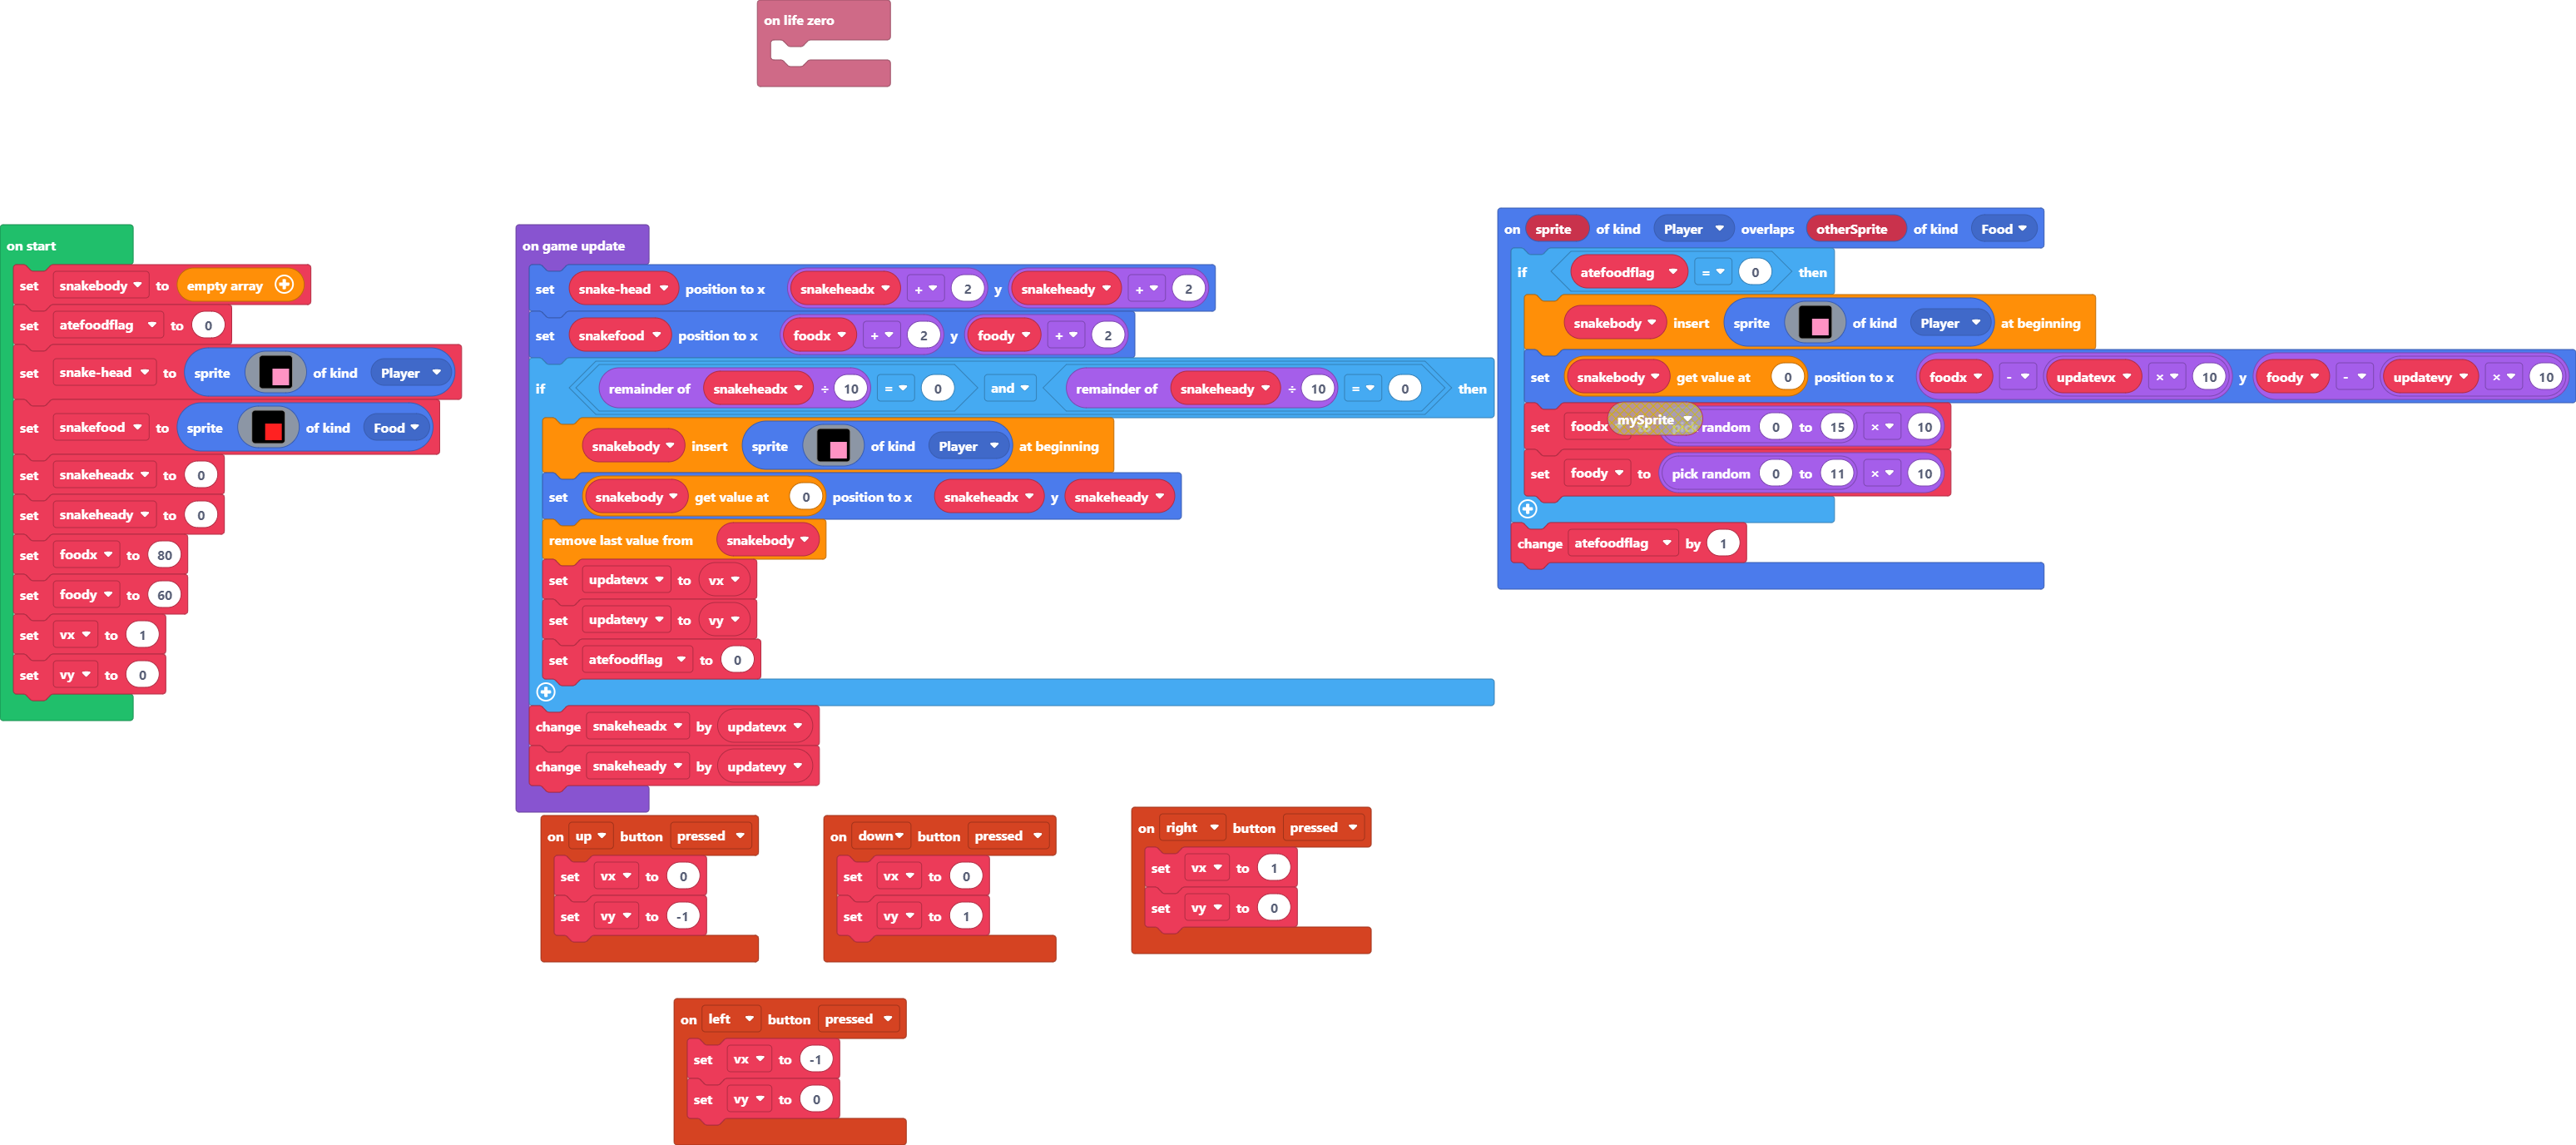 on life zero
on start
set snakebody to empty array
set atefoodflag to 0
set snake-head to sprite of kind Player
set snakefood to sprite of kind Food
set snakeheadx to 0
set snakeheady to 0
set foodx to 80
set foody to 60
set vx to 1
set vy to 0
on game update
set snake-head position to x snakeheadx + 2 y snakeheady + 2
set snakefood position to x foodx + 2 y foody + 2
if remainder of snakeheadx ÷ 10 = 0 and remainder of snakeheady ÷ 10 = 0 then
snakebody insert sprite of kind Player at beginning
set snakebody get value at 0 position to x snakeheadx y snakeheady
remove last value from snakebody
set updatevx to vx
set updatevy to vy
set atefoodflag to 0
change snakeheadx by updatevx
change snakeheady by updatevy
on sprite of kind Player overlaps otherSprite of kind Food
if atefoodflag = 0 then
snakebody insert sprite of kind Player at beginning
set snakebody get value at 0 position to x foodx - updatevx × 10 y foody - updatevy × 10
mySprite
set foodx random 0 to 15 × 10
set foody to pick random 0 to 11 × 10
change atefoodflag by 1
on up button pressed
set vx to 0
set vy to -1
on down button pressed
set vx to 0
set vy to 1
on right button pressed
set vx to 1
set vy to 0
on left button pressed
set vx to -1
set vy to 0